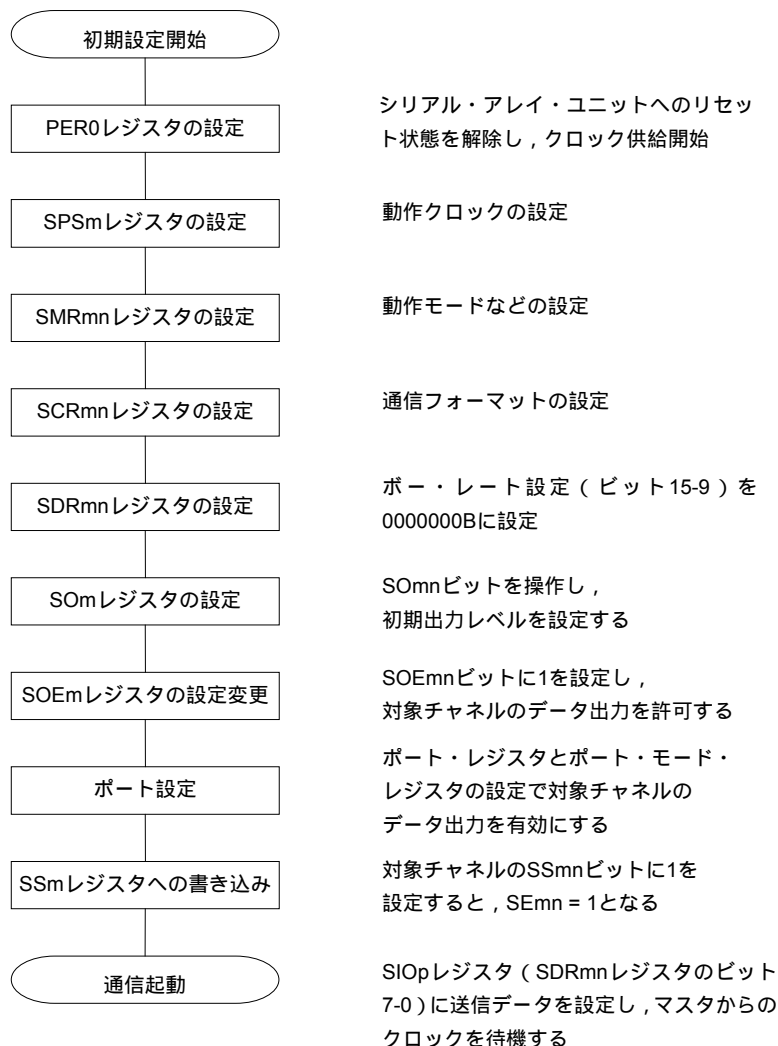 初期設定開始
PER0レジスタの設定
シリアル・アレイ・ユニットへのリセッ
ト状態を解除し，クロック供給開始
SPSmレジスタの設定
動作クロックの設定
SMRmnレジスタの設定
動作モードなどの設定
SCRmnレジスタの設定
通信フォーマットの設定
SDRmnレジスタの設定
ボー・レート設定（ビット15-9）を
0000000Bに設定
SOmレジスタの設定
SOmnビットを操作し，
初期出力レベルを設定する
SOEmレジスタの設定変更
SOEmnビットに1を設定し，
対象チャネルのデータ出力を許可する
ポート設定
ポート・レジスタとポート・モード・
レジスタの設定で対象チャネルの
データ出力を有効にする
SSmレジスタへの書き込み
対象チャネルのSSmnビットに1を
設定すると，SEmn = 1となる
通信起動
SIOpレジスタ（SDRmnレジスタのビット
7-0）に送信データを設定し，マスタからの
クロックを待機する